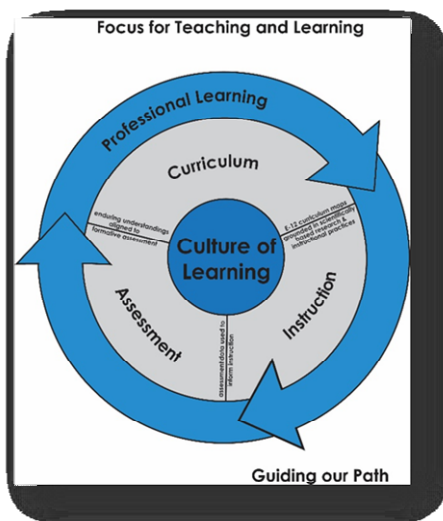 Focus for Teaching and Learning
Professional Learning
Curriculum
enduring understandings
aligned to
formative assessment
E-12 curriculum maps
grounded in scientifically
based research &
instructional practices
Culture of
Learning
Assessment
Instruction
assessment data used to
inform instruction
Guiding our Path